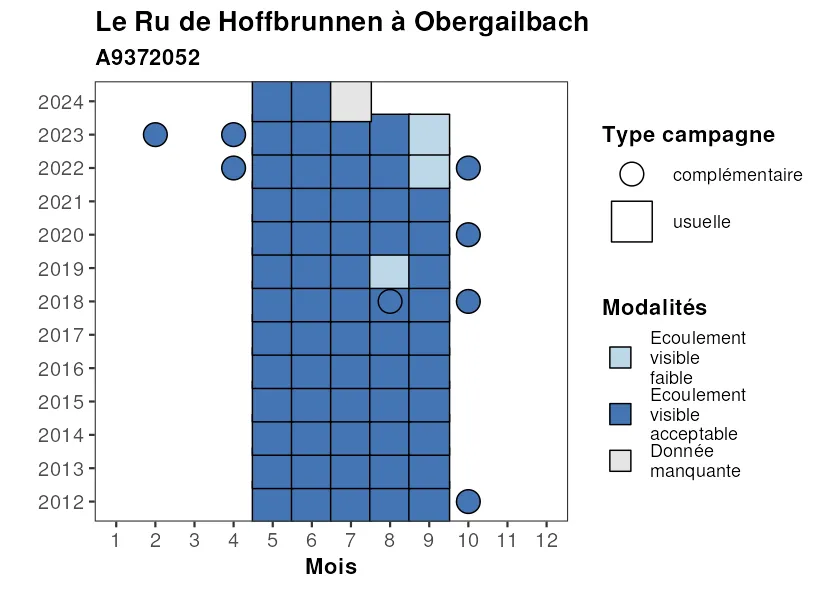 Le Ru de Hoffbrunnen à Obergailbach
A9372052
2024
2023
2022
2021
2020
2019
2018
2017
2016
2015
2014
2013
2012
1 2 3 4 5 6 7 8 9 10 11 12
Mois
Type campagne
complémentaire
usuelle
Modalités
Ecoulement
visible
faible
Ecoulement
visible
acceptable
Donnée
manquante